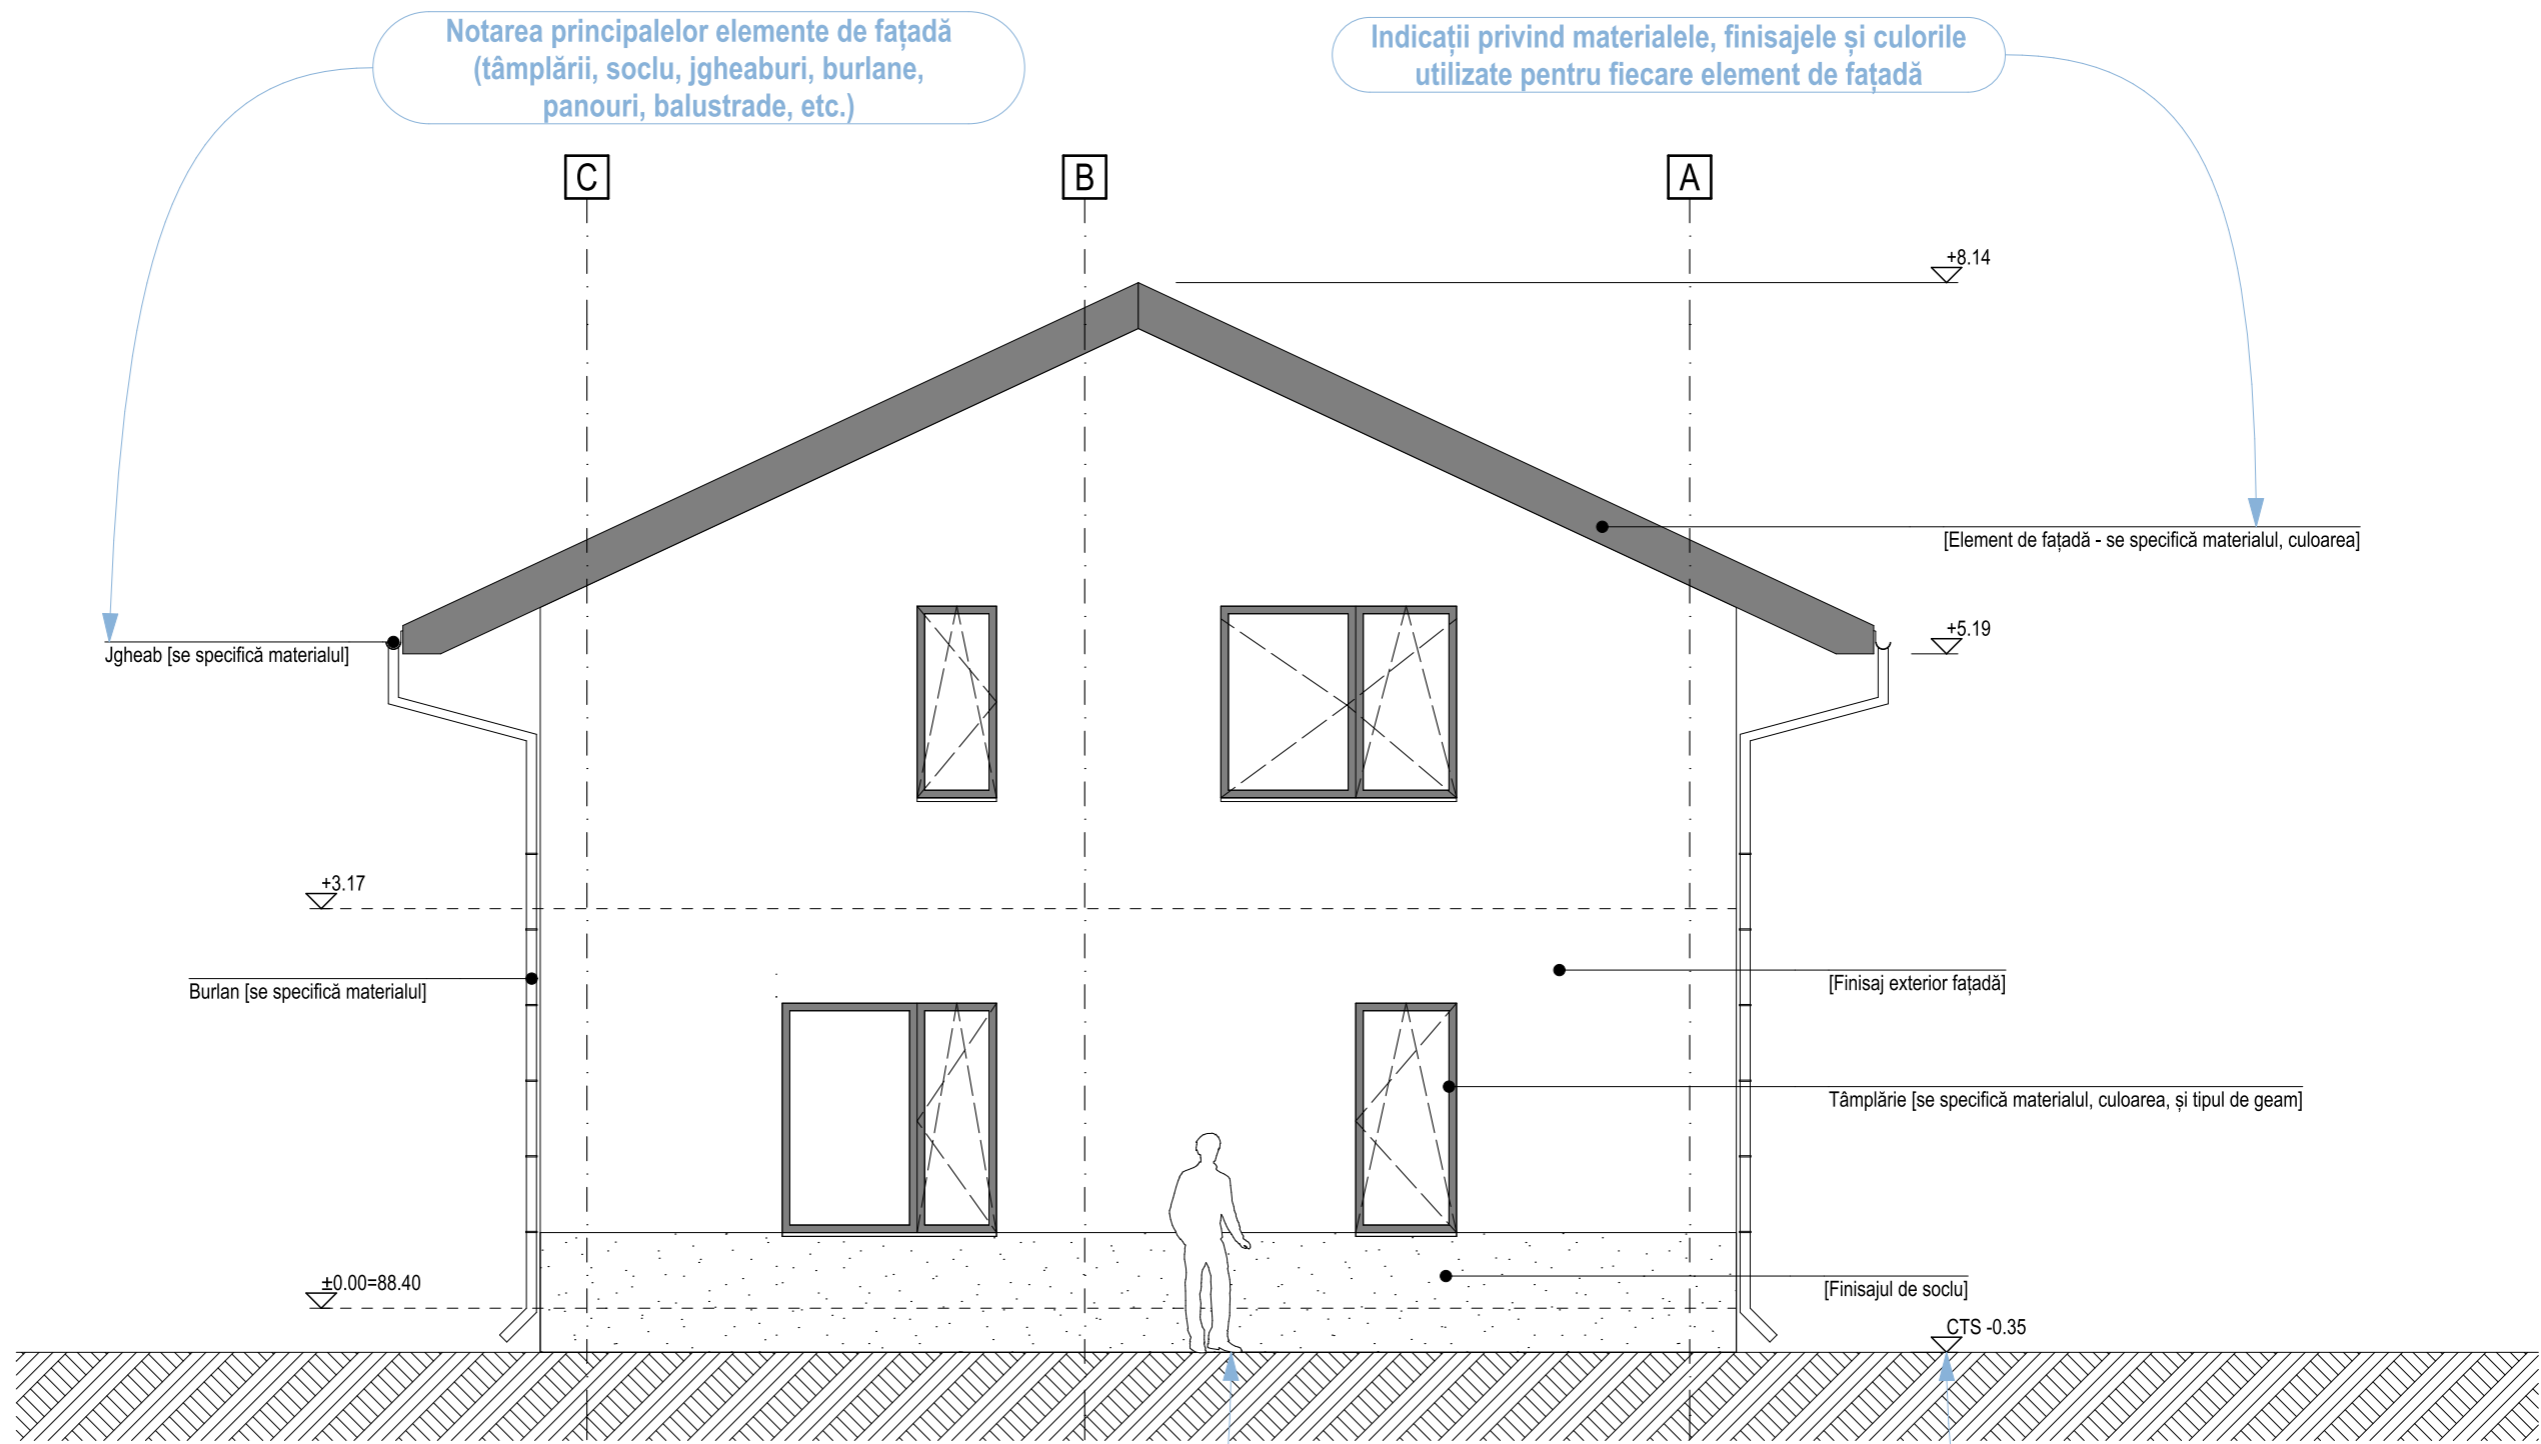 Notarea principalelor elemente de fațadă
(tâmplării, soclu, jgheaburi, burlane,
panouri, balustrade, etc.)
Indicații privind materialele, finisajele și culorile
utilizate pentru fiecare element de fațadă
C
B
A
+8.14
[Element de fațadă - se specifică materialul, culoarea]
+5.19
Jgheab [se specifică materialul]
+3.17
Burlan [se specifică materialul]
[Finisaj exterior fațadă]
Tâmplărie [se specifică materialul, culoarea, și tipul de geam]
±0.00=88.40
[Finisajul de soclu]
CTS -0.35